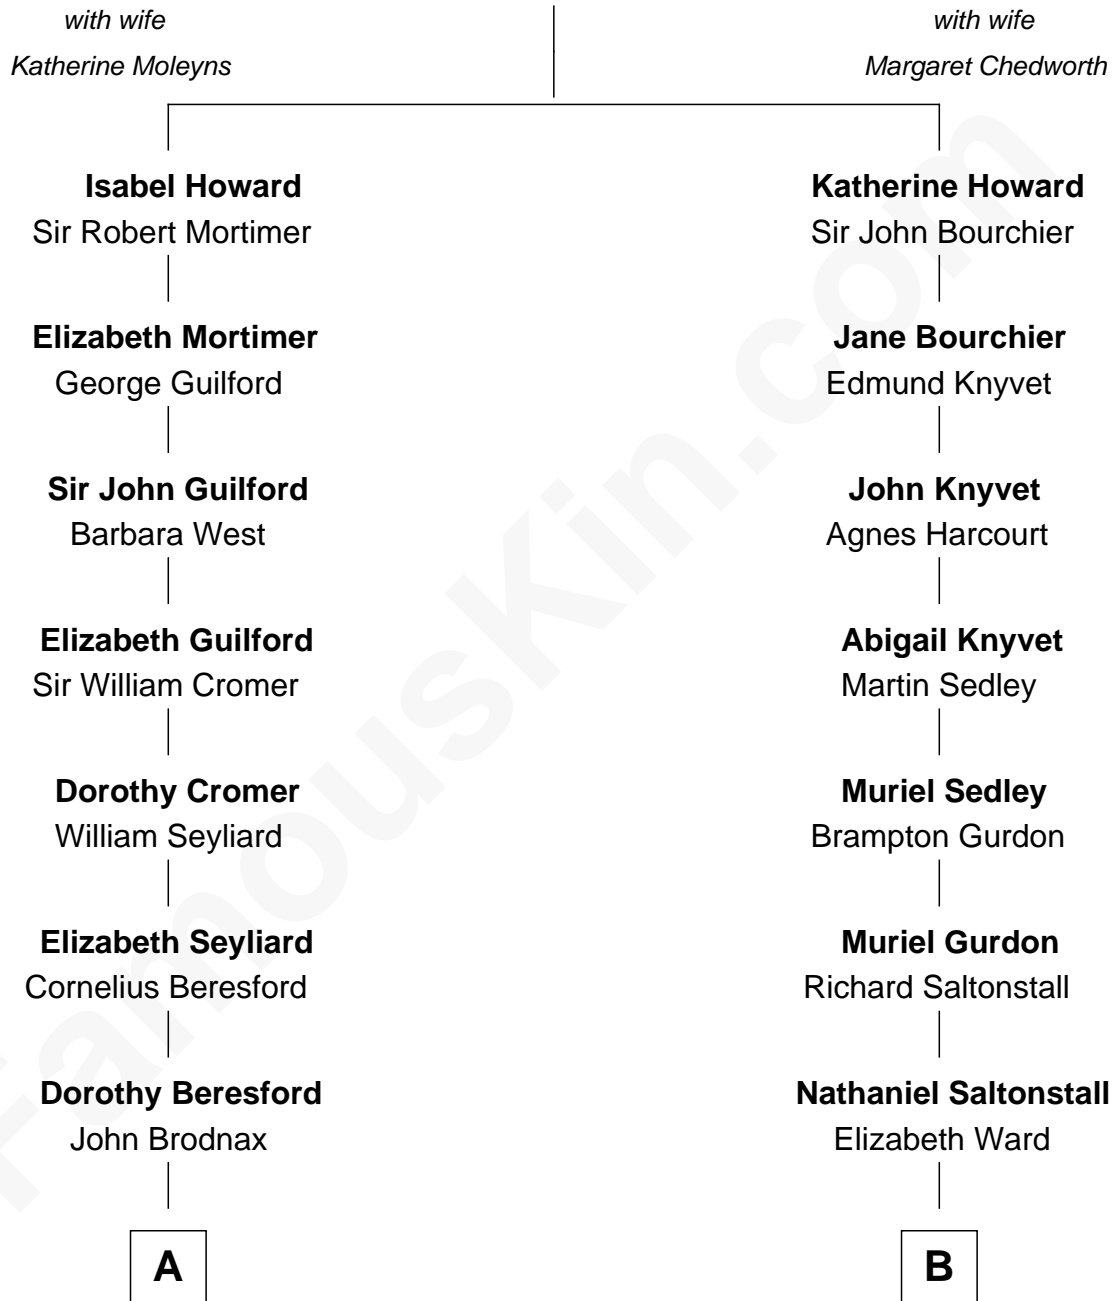 with wife
Katherine Moleyns
with wife
Margaret Chedworth
Isabel Howard
Sir Robert Mortimer
Katherine Howard
Sir John Bourchier
Elizabeth Mortimer
George Guilford
Jane Bourchier
Edmund Knyvet
Sir John Guilford
Barbara West
John Knyvet
Agnes Harcourt
Elizabeth Guilford
Sir William Cromer
Abigail Knyvet
Martin Sedley
Dorothy Cromer
William Seyliard
Muriel Sedley
Brampton Gurdon
Elizabeth Seyliard
Cornelius Beresford
Muriel Gurdon
Richard Saltonstall
Dorothy Beresford
John Brodnax
Nathaniel Saltonstall
Elizabeth Ward
A
B
FamousKin.com